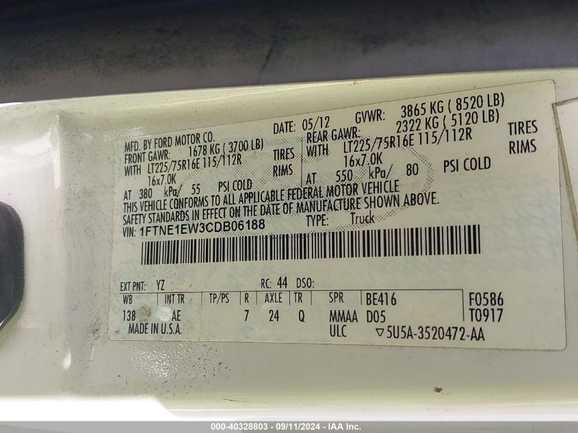 MFD. BY FORD MOTOR CO.
DATE: 05/12 GVWR: 3865 KG ( 8520 LB)
FRONT GAWR: 1678 KG ( 3700 LB) REAR GAWR: 2322 KG ( 5120 LB)
WITH LT225/75R16E 115/112R TIRES WITH LT225/75R16E 115/112R TIRES
16x7.0K RIMS 16x7.0K RIMS
AT 380 kPa/ 55 PSI COLD AT 550 kPa/ 80 PSI COLD
THIS VEHICLE CONFORMS TO ALL APPLICABLE FEDERAL MOTOR VEHICLE
SAFETY STANDARDS IN EFFECT ON THE DATE OF MANUFACTURE SHOWN ABOVE.
VIN: 1FTNE1EW3CDB06188 TYPE: Truck
EXT PNT: YZ RC: 44 DSO:
WB INT TR TP/PS R AXLE TR SPR BE416 F0586
138 AE 7 24 Q MMAA D05 T0917
MADE IN U.S.A. ULC ▽5U5A-3520472-AA
000-40328803 - 09/11/2024 - IAA Inc.